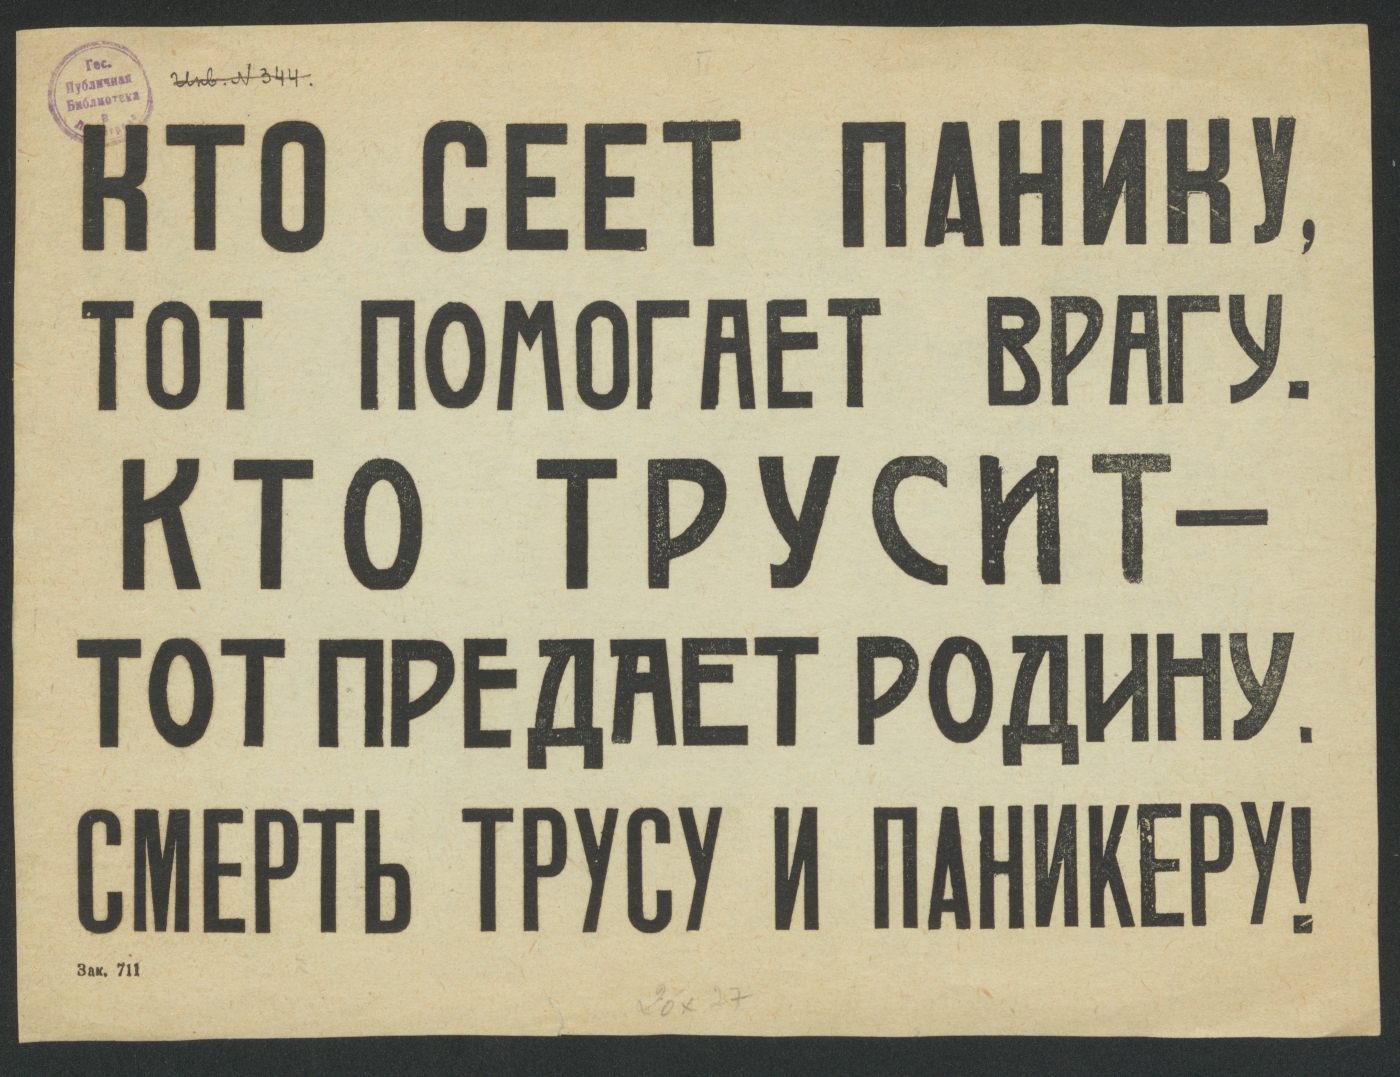 Гос.
Публичная
Библиотека
в
Инв. N 344.
КТО СЕЕТ ПАНИКУ,
ТОТ ПОМОГАЕТ ВРАГУ.
КТО ТРУСИТ—
ТОТ ПРЕДАЕТ РОДИНУ.
СМЕРТЬ ТРУСУ И ПАНИКЕРУ!
Зак. 711
20x27